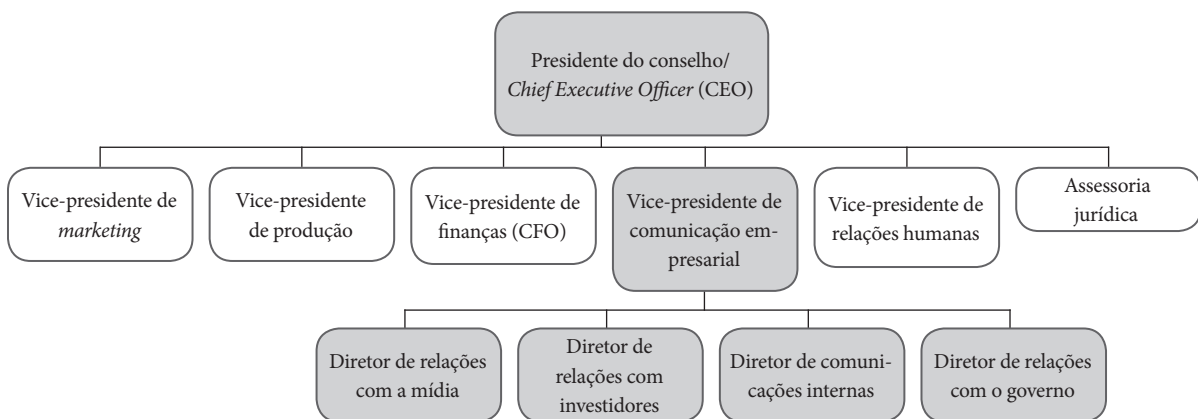 Presidente do conselho/
Chief Executive Officer (CEO)
Vice-presidente de
marketing
Vice-presidente
de produção
Vice-presidente de
finanças (CFO)
Vice-presidente de
comunicação em-
presarial
Vice-presidente de
relações humanas
Assessoria
jurídica
Diretor de relações
com a mídia
Diretor de
relações com
investidores
Diretor de comuni-
cações internas
Diretor de relações
com o governo